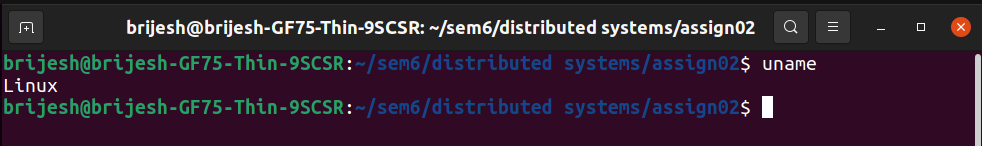 brijesh@brijesh-GF75-Thin-9SCSR: ~/sem6/distributed systems/assign02
brijesh@brijesh-GF75-Thin-9SCSR:~/sem6/distributed systems/assign02$ uname
Linux
brijesh@brijesh-GF75-Thin-9SCSR:~/sem6/distributed systems/assign02$